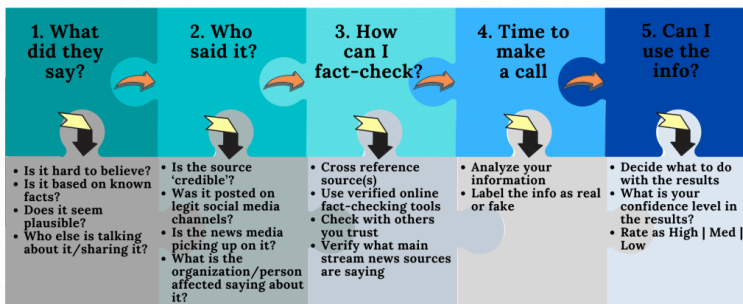 1. What
did they
say?
2. Who
said it?
3. How
can I
fact-check?
4. Time to
make
a call
5. Can I
use the
info?
• Is it hard to believe?
• Is it based on known
facts?
• Does it seem
plausible?
• Who else is talking
about it/sharing it?
• Is the source
‘credible’?
• Was it posted on
legit social media
channels?
• Is the news media
picking up on it?
• What is the
organization/person
affected saying about
it?
• Cross reference
source(s)
• Use verified online
fact-checking tools
• Check with others
you trust
• Verify what main
stream news sources
are saying
• Analyze your
information
• Label the info as real
or fake
• Decide what to do
with the results
• What is your
confidence level in
the results?
• Rate as High | Med |
Low